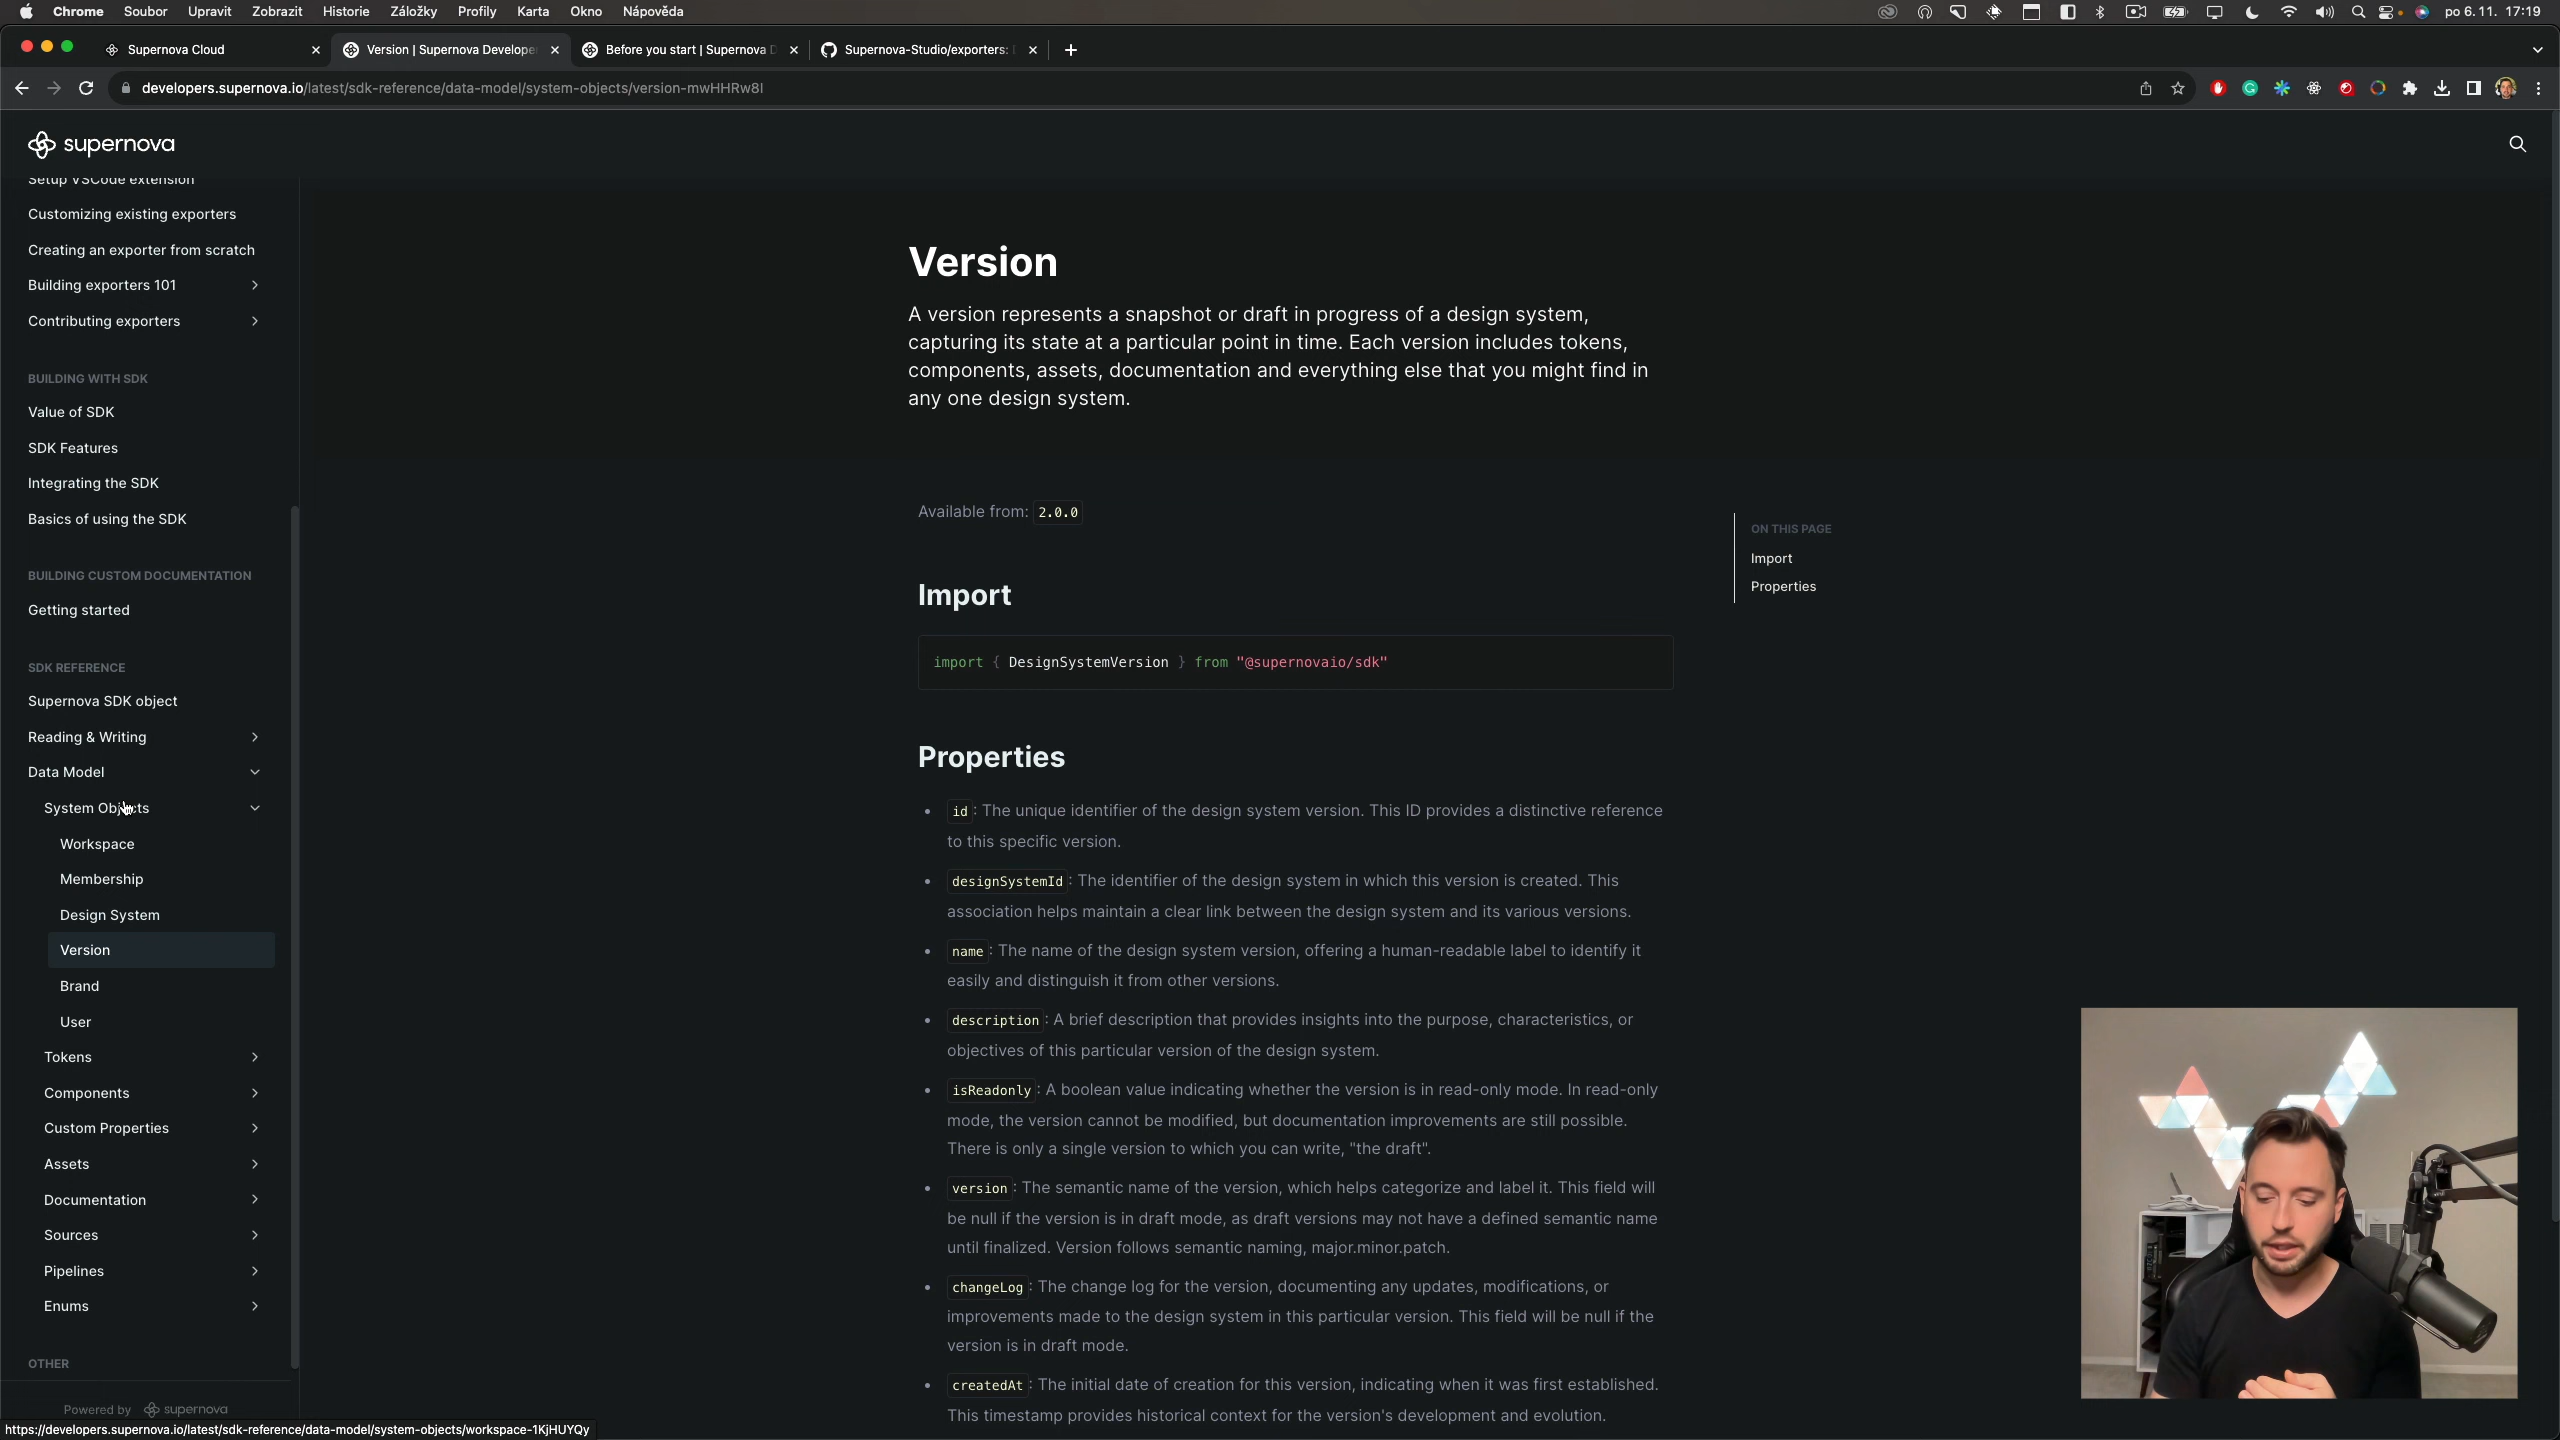 Chrome Soubor Upravit Zobrazit Historie Záložky Profily Karta Okno Nápověda po 6. 11. 17:19
Supernova Cloud Version | Supernova Develope Before you start | Supernova D Supernova-Studio/exporters:
developers.supernova.io/latest/sdk-reference/data-model/system-objects/version-mwHHRw8I
supernova
Setup VSCode extension
Customizing existing exporters
Creating an exporter from scratch
Building exporters 101
Contributing exporters
BUILDING WITH SDK
Value of SDK
SDK Features
Integrating the SDK
Basics of using the SDK
BUILDING CUSTOM DOCUMENTATION
Getting started
SDK REFERENCE
Supernova SDK object
Reading & Writing
Data Model
System Objects
Workspace
Membership
Design System
Version
Brand
User
Tokens
Components
Custom Properties
Assets
Documentation
Sources
Pipelines
Enums
OTHER
Powered by supernova
https://developers.supernova.io/latest/sdk-reference/data-model/system-objects/workspace-1KjHUYQy
Version
A version represents a snapshot or draft in progress of a design system,
capturing its state at a particular point in time. Each version includes tokens,
components, assets, documentation and everything else that you might find in
any one design system.
Available from: 2.0.0
Import
import { DesignSystemVersion } from "@supernovaio/sdk"
Properties
id: The unique identifier of the design system version. This ID provides a distinctive reference
to this specific version.
designSystemId: The identifier of the design system in which this version is created. This
association helps maintain a clear link between the design system and its various versions.
name: The name of the design system version, offering a human-readable label to identify it
easily and distinguish it from other versions.
description: A brief description that provides insights into the purpose, characteristics, or
objectives of this particular version of the design system.
isReadonly: A boolean value indicating whether the version is in read-only mode. In read-only
mode, the version cannot be modified, but documentation improvements are still possible.
There is only a single version to which you can write, "the draft".
version: The semantic name of the version, which helps categorize and label it. This field will
be null if the version is in draft mode, as draft versions may not have a defined semantic name
until finalized. Version follows semantic naming, major.minor.patch.
changeLog: The change log for the version, documenting any updates, modifications, or
improvements made to the design system in this particular version. This field will be null if the
version is in draft mode.
createdAt: The initial date of creation for this version, indicating when it was first established.
This timestamp provides historical context for the version's development and evolution.
ON THIS PAGE
Import
Properties